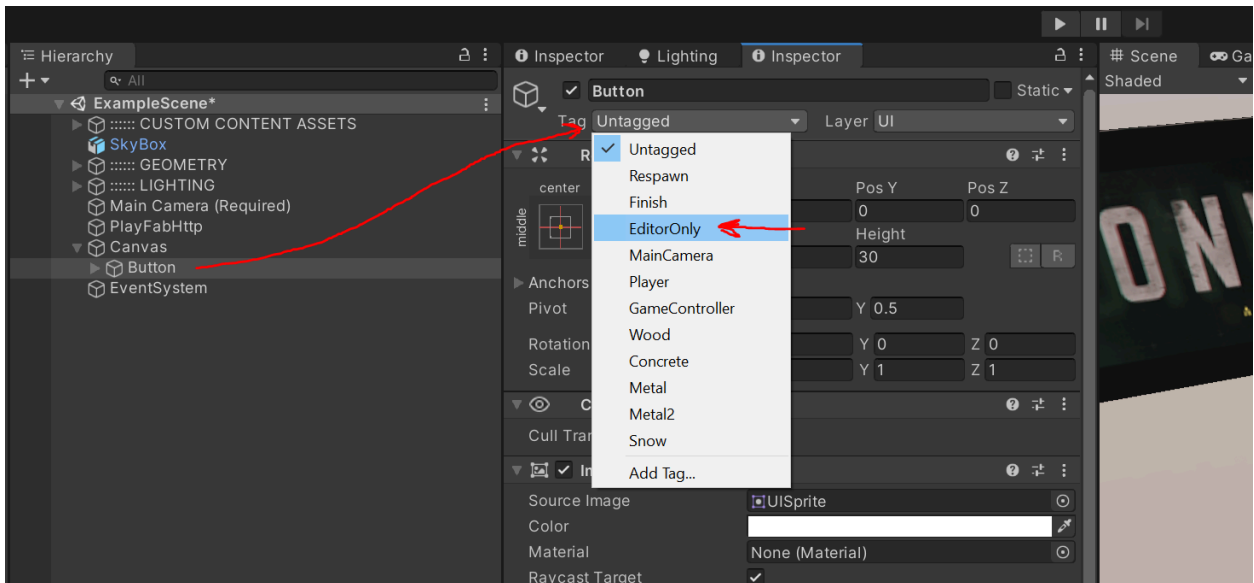 Hierarchy
All
ExampleScene*
:::::: CUSTOM CONTENT ASSETS
SkyBox
:::::: GEOMETRY
:::::: LIGHTING
Main Camera (Required)
PlayFabHttp
Canvas
Button
EventSystem
Inspector Lighting Inspector
Button Static
Tag Untagged Layer UI
R
Untagged
Respawn
Finish
EditorOnly
MainCamera
Player
GameController
Wood
Concrete
Metal
Metal2
Snow
Add Tag...
center Pos Y Pos Z
middle 0 0
Height
30 R
Anchors
Pivot Y 0.5
Rotation Y 0 Z 0
Scale Y 1 Z 1
C
Cull Tra
Source Image UISprite
Color
Material None (Material)
Raycast Target
# Scene Ga
Shaded
ON